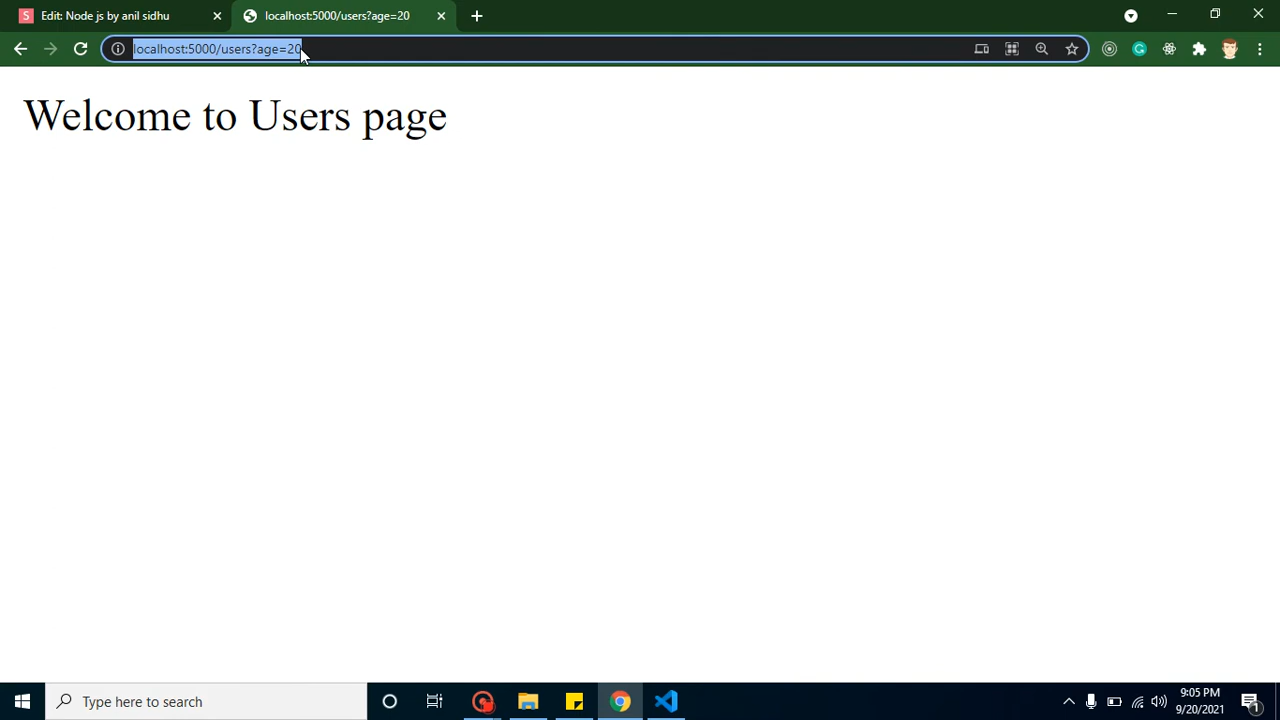 S Edit: Node js by anil sidhu
localhost:5000/users?age=20
localhost:5000/users?age=20
Welcome to Users page
Type here to search
9:05 PM
9/20/2021
1